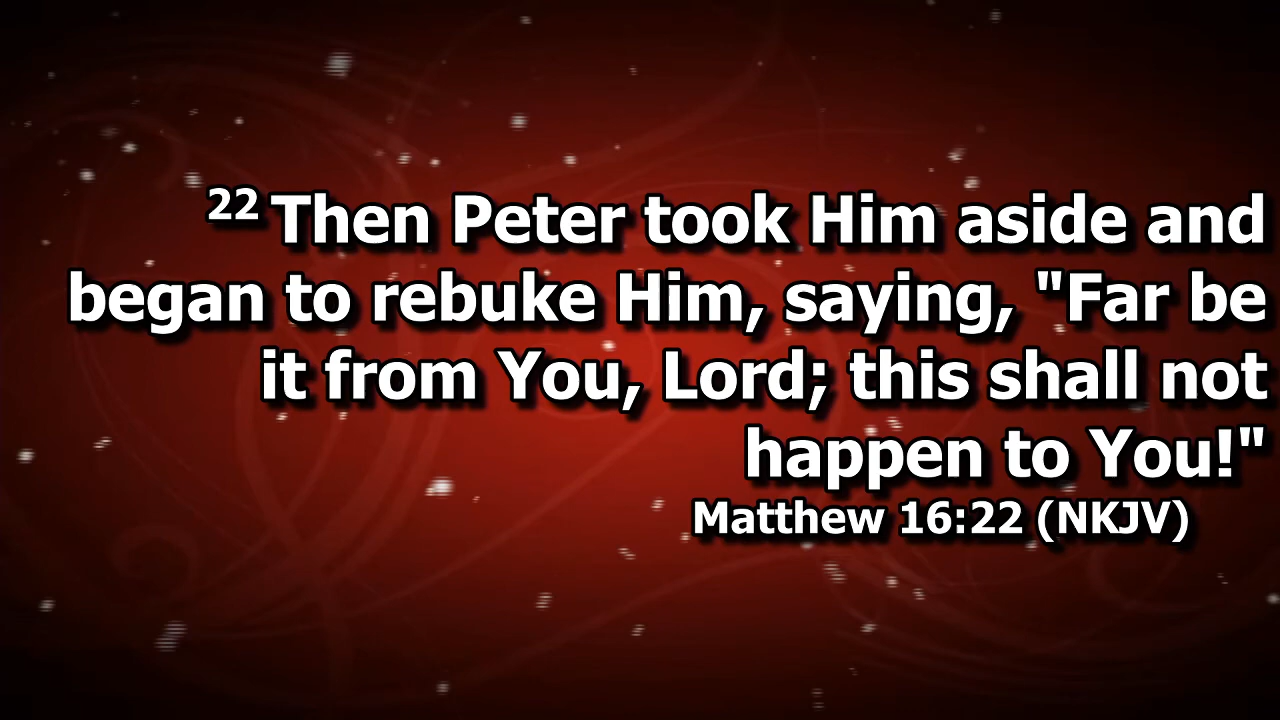 22 Then Peter took Him aside and
began to rebuke Him, saying, "Far be
it from You, Lord; this shall not
happen to You!"
Matthew 16:22 (NKJV)